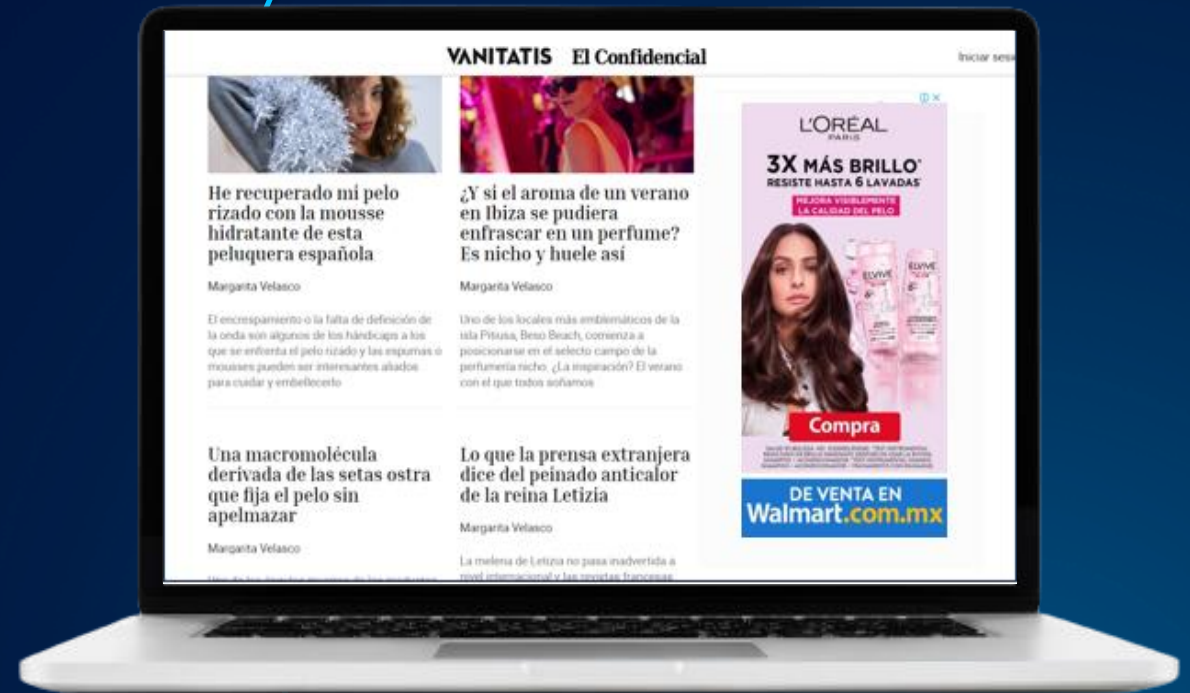 VANITATIS El Confidencial
Iniciar sesi
He recuperado mi pelo
rizado con la mousse
hidratante de esta
peluquera española
Margarita Velasco
El encrespamiento o la falta de definición de
la onda son algunos de los hándicaps a los
que se enfrenta el pelo rizado y las espumas o
mousses pueden ser interesantes aliados
para cuidar y embellecerlo
¿Y si el aroma de un verano
en Ibiza se pudiera
enfrascar en un perfume?
Es nicho y huele así
Margarita Velasco
Uno de los locales más emblemáticos de la
isla Pitiusa, Beso Beach, comienza a
posicionarse en el selecto campo de la
perfumería nicho. ¿La inspiración? El verano
con el que todos soñamos
Una macromolécula
derivada de las setas ostra
que fija el pelo sin
apelmazar
Margarita Velasco
Lo que la prensa extranjera
dice del peinado anticalor
de la reina Letizia
Margarita Velasco
La melena de Letizia no pasa inadvertida a
nivel internacional y las revistas francesas
L'ORÉAL
PARIS
3X MÁS BRILLO*
RESISTE HASTA 6 LAVADAS*
MEJORA VISIBLEMENTE
LA CALIDAD DEL PELO
ELVIVE
ELVIVE
Compra
DE VENTA EN
Walmart.com.mx